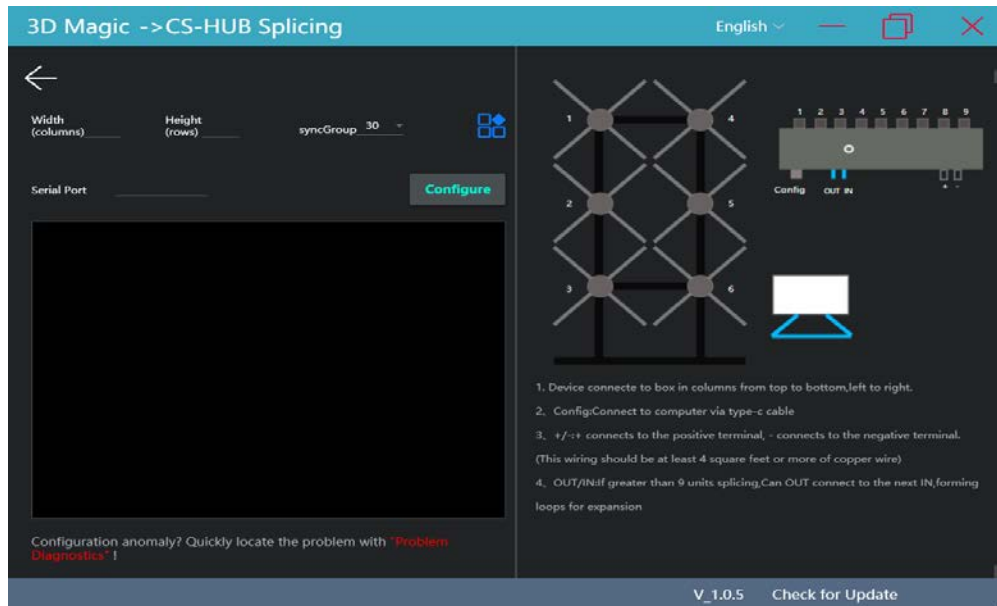 3D Magic ->CS-HUB Splicing
English
Width
(columns)
Height
(rows)
syncGroup 30
Serial Port
Configure
Configuration anomaly? Quickly locate the problem with "Problem
Diagnostics" !
1
4
2
5
3
6
1 2 3 4 5 6 7 8 9
Config OUT IN + -
1. Device connecte to box in columns from top to bottom,left to right.
2、Config:Connect to computer via type-c cable
3、+/-:+ connects to the positive terminal, - connects to the negative terminal.
(This wiring should be at least 4 square feet or more of copper wire)
4、OUT/IN:If greater than 9 units splicing,Can OUT connect to the next IN,forming
loops for expansion
V_1.0.5 Check for Update